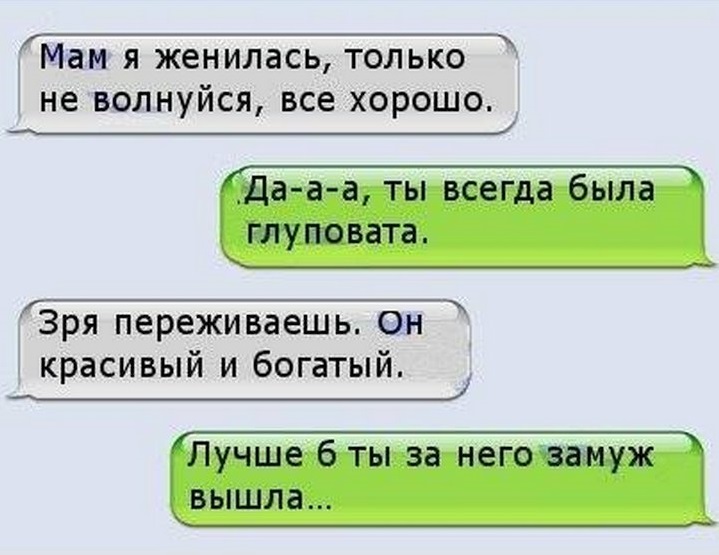 Мам я женилась, только
не волнуйся, все хорошо.
Да-а-а, ты всегда была
глуповата.
Зря переживаешь. Он
красивый и богатый.
Лучше б ты за него замуж
вышла...